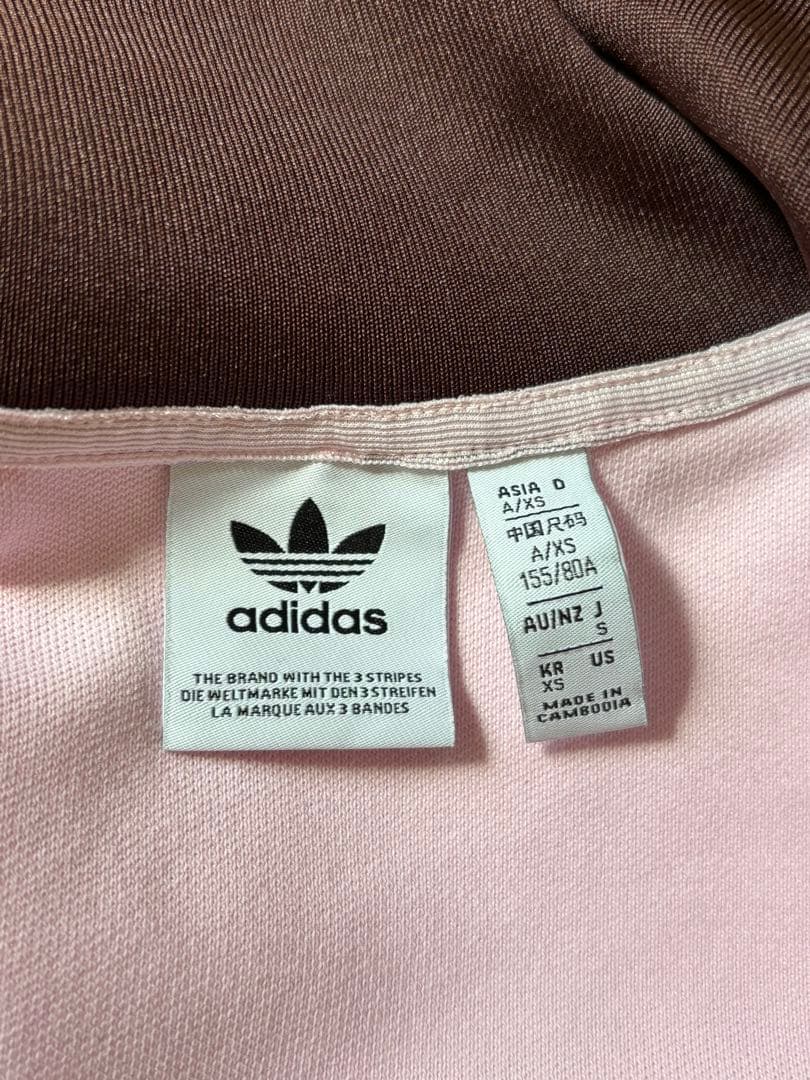 adidas
THE BRAND WITH THE 3 STRIPES
DIE WELTMARKE MIT DEN 3 STREIFEN
LA MARQUE AUX 3 BANDES
ASIA D
A/XS
中国尺码
A/XS
155/80A
AU/NZ J
S
KR US
XS
MADE IN
CAMBODIA